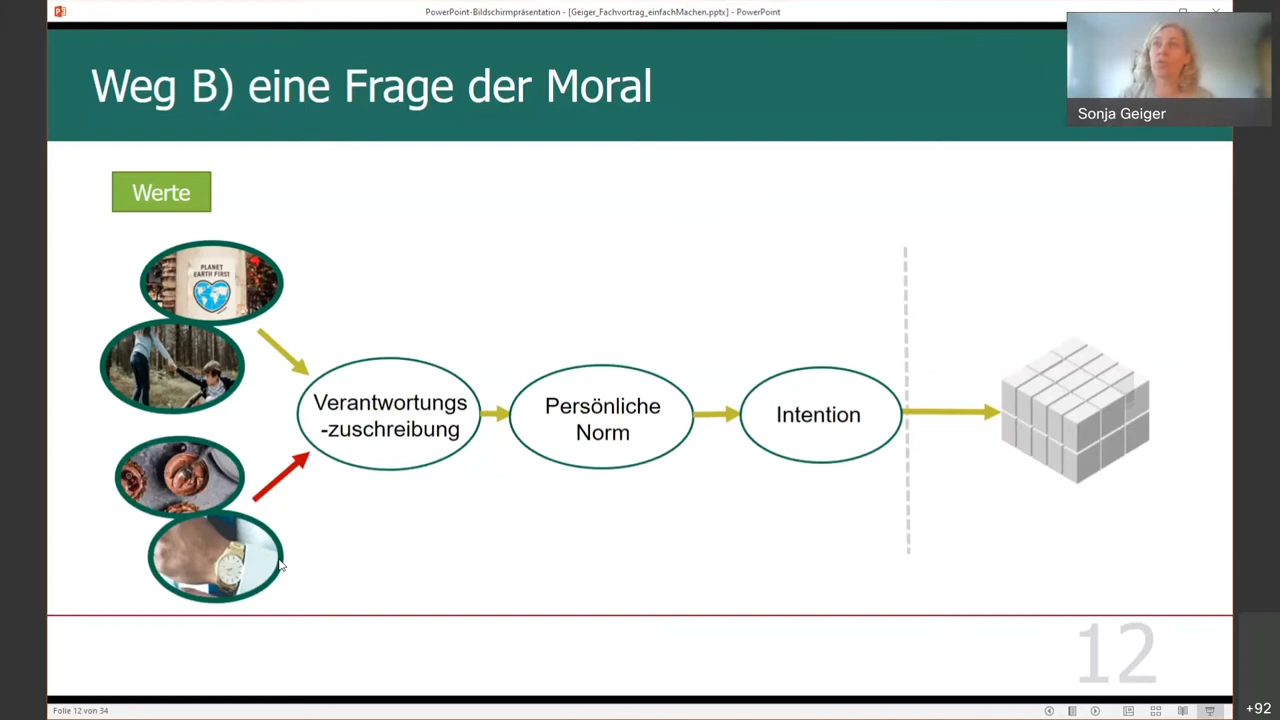 PowerPoint-Bildschirmpräsentation - [Geiger_Fachvortrag_einfachMachen.pptx] - PowerPoint
Weg B) eine Frage der Moral
Sonja Geiger
Werte
PLANET
EARTH FIRST
Verantwortungs
-zuschreibung
Persönliche
Norm
Intention
12
Folie 12 von 34
+92